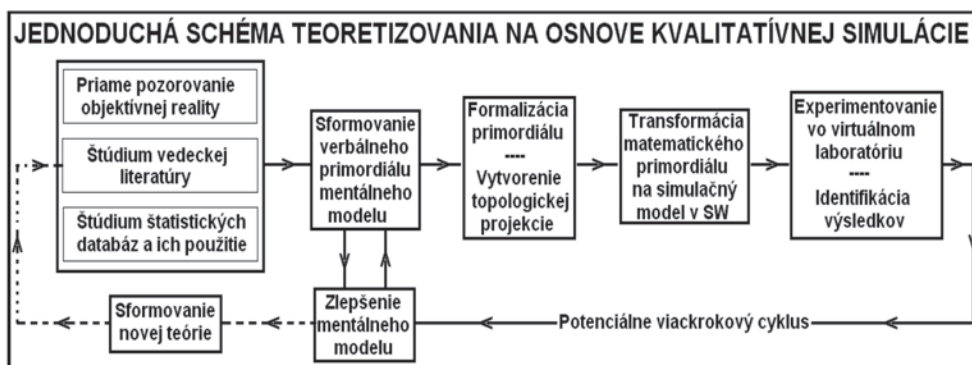 JEDNODUCHÁ SCHÉMA TEORETIZOVANIA NA OSNOVE KVALITATÍVNEJ SIMULÁCIE
Priame pozorovanie
objektívnej reality
Štúdium vedeckej
literatúry
Štúdium štatistických
databáz a ich použitie
Sformovanie
verbálneho
primordiálu
mentálneho
modelu
Formalizácia
primordiálu
----
Vytvorenie
topologickej
projekcie
Transformácia
matematického
primordiálu
na simulačný
model v SW
Experimentovanie
vo virtuálnom
laboratóriu
----
Identifikácia
výsledkov
Sformovanie
novej teórie
Zlepšenie
mentálneho
modelu
Potenciálne viackrokový cyklus